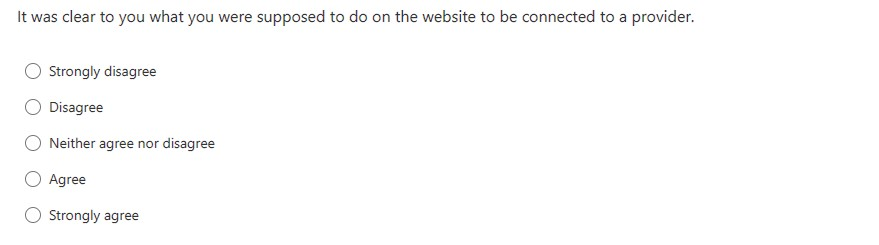 It was clear to you what you were supposed to do on the website to be connected to a provider.
Strongly disagree
Disagree
Neither agree nor disagree
Agree
Strongly agree